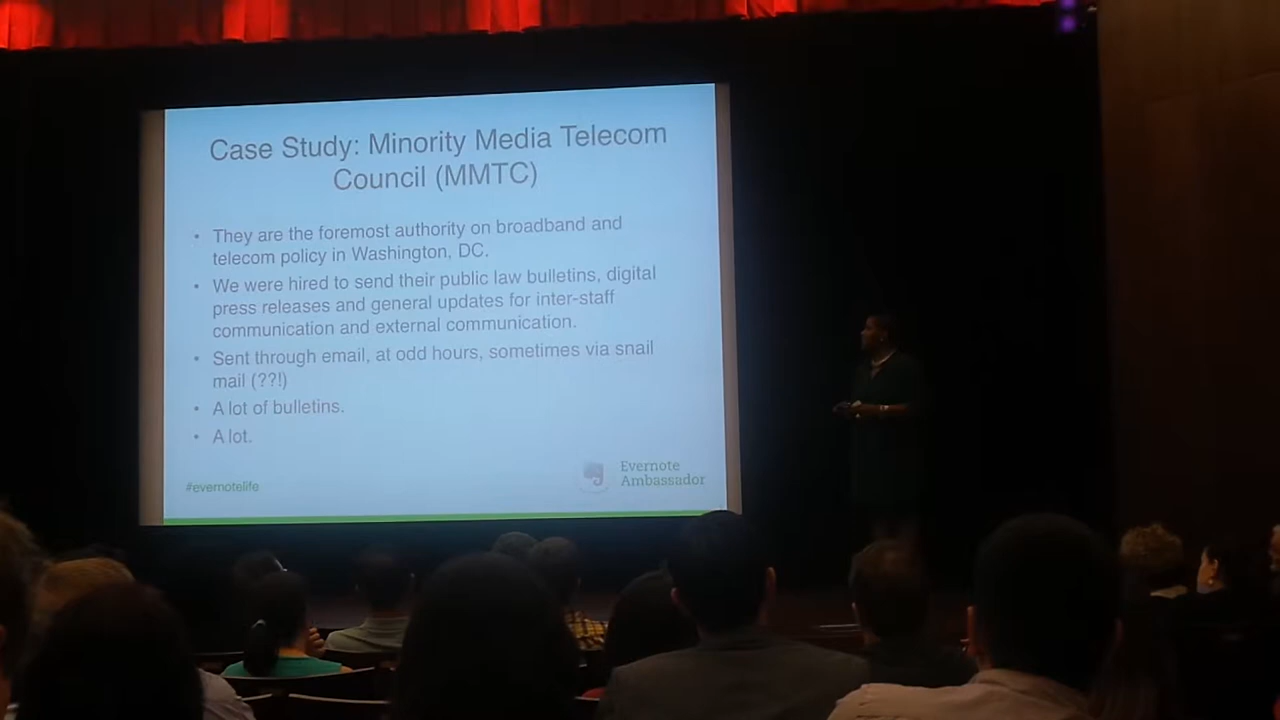 Case Study: Minority Media Telecom
Council (MMTC)
• They are the foremost authority on broadband and
telecom policy in Washington, DC.
• We were hired to send their public law bulletins, digital
press releases and general updates for inter-staff
communication and external communication.
• Sent through email, at odd hours, sometimes via snail
mail (??!)
• A lot of bulletins.
• A lot.
#evernotelife
Evernote
Ambassador